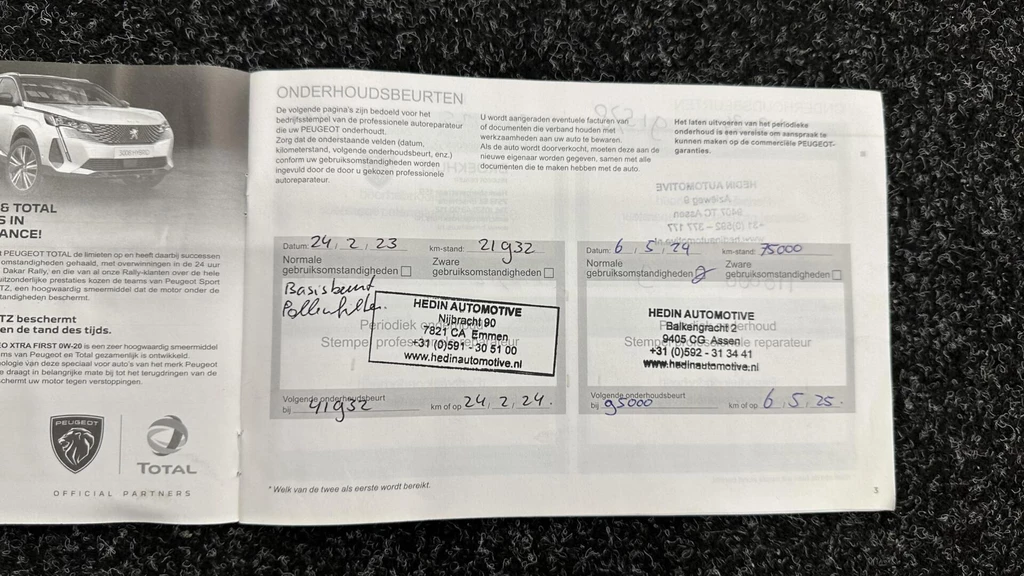 & TOTAL
S IN
ANCE!
PEUGEOT TOTAL de limieten op en heeft daarbij successen
omstandigheden gehaald, met overwinningen in de 24 uur
Dakar Rally, en die van al onze Rally-klanten over de hele
uitzonderlijke prestaties kozen de teams van Peugeot Sport
TZ, een hoogwaardig smeermiddel dat de motor onder de
tandigheden beschermt.
TZ beschermt
en de tand des tijds.
O XTRA FIRST 0W-20 is een zeer hoogwaardig smeermiddel
ms van Peugeot en Total gezamenlijk is ontwikkeld.
ologie van deze speciaal voor auto's van het merk Peugeot
e draagt in belangrijke mate bij tot het terugdringen van de
chermt uw motor tegen verstoppingen.
PEUGEOT
TOTAL
OFFICIAL PARTNERS
ONDERHOUDSBEURTEN
De volgende pagina's zijn bedoeld voor het
bedrijfsstempel van de professionele autoreparateur
die uw PEUGEOT onderhoudt.
Zorg dat de onderstaande velden (datum,
kilometerstand, volgende onderhoudsbeurt, enz.)
conform uw gebruiksomstandigheden worden
ingevuld door de door u gekozen professionele
autoreparateur.
U wordt aangeraden eventuele facturen van
of documenten die verband houden met
werkzaamheden aan uw auto te bewaren.
Als de auto wordt doorverkocht, moeten deze aan de
nieuwe eigenaar worden gegeven, samen met alle
documenten die te maken hebben met de auto.
Het laten uitvoeren van het periodieke
onderhoud is een vereiste om aanspraak te
kunnen maken op de commerciële PEUGEOT-
garanties.
Datum: 24, 2, 23 km-stand: 21932
Normale
gebruiksomstandigheden
Zware
gebruiksomstandigheden
Basisbeurt
Pollenfilter
HEDIN AUTOMOTIVE
Nijbracht 90
7821 CA Emmen
+31 (0)591 - 30 51 00
www.hedinautomotive.nl
Periodiek
Stempel
Volgende onderhoudsbeurt
bij 41932 km of op 24, 2, 24.
Datum: 6, 5, 24 km-stand: 75000
Normale
gebruiksomstandigheden
Zware
gebruiksomstandigheden
HEDIN AUTOMOTIVE
Balkengracht 2
9405 CG Assen
+31 (0)592 - 31 34 41
www.hedinautomotive.nl
reparateur
Volgende onderhoudsbeurt
bij 95000 km of op 6, 5, 25.
* Welk van de twee als eerste wordt bereikt.
3